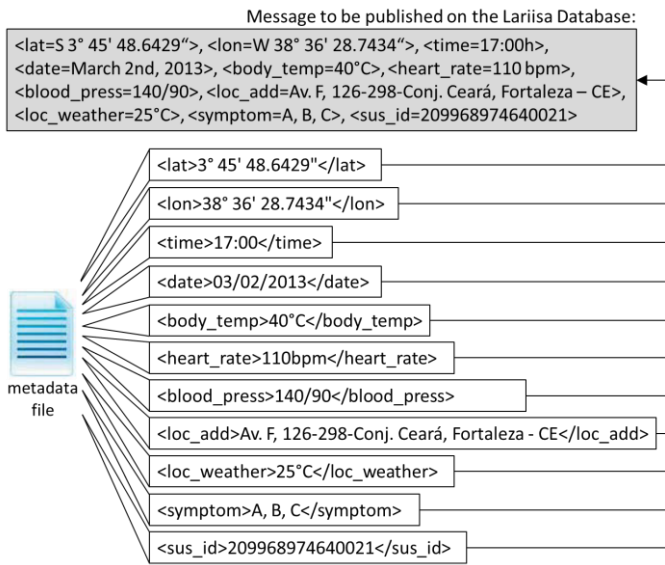 Message to be published on the Lariisa Database:
<lat=S 3° 45' 48.6429“>, <lon=W 38° 36' 28.7434“>, <time=17:00h>,
<date=March 2nd, 2013>, <body_temp=40°C>,<heart_rate=110 bpm>,
<blood_press=140/90>, <loc_add=Av. F, 126-298-Conj. Ceará, Fortaleza – CE>,
<loc_weather=25°C>, <symptom=A, B, C>, <sus_id=209968974640021>
<lat>3° 45' 48.6429"</lat>
<lon>38° 36' 28.7434"</lon>
<time>17:00</time>
<date>03/02/2013</date>
<body_temp>40°C</body_temp>
<heart_rate>110bpm</heart_rate>
<blood_press>140/90</blood_press>
<loc_add>Av. F, 126-298-Conj. Ceará, Fortaleza - CE</loc_add>
<loc_weather>25°C</loc_weather>
<symptom>A, B, C</symptom>
<sus_id>209968974640021</sus_id>
metadata
file